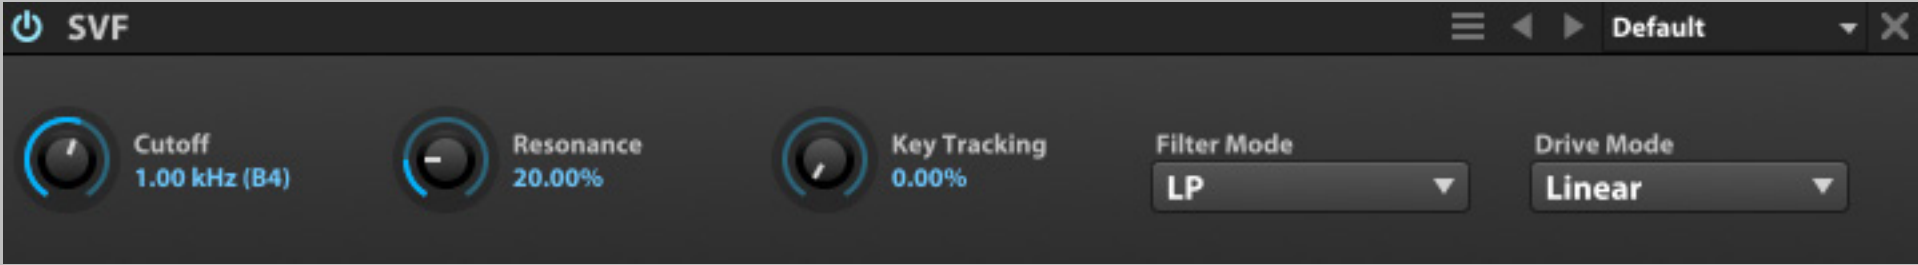 SVF
Default
Cutoff
1.00 kHz (B4)
Resonance
20.00%
Key Tracking
0.00%
Filter Mode
LP
Drive Mode
Linear